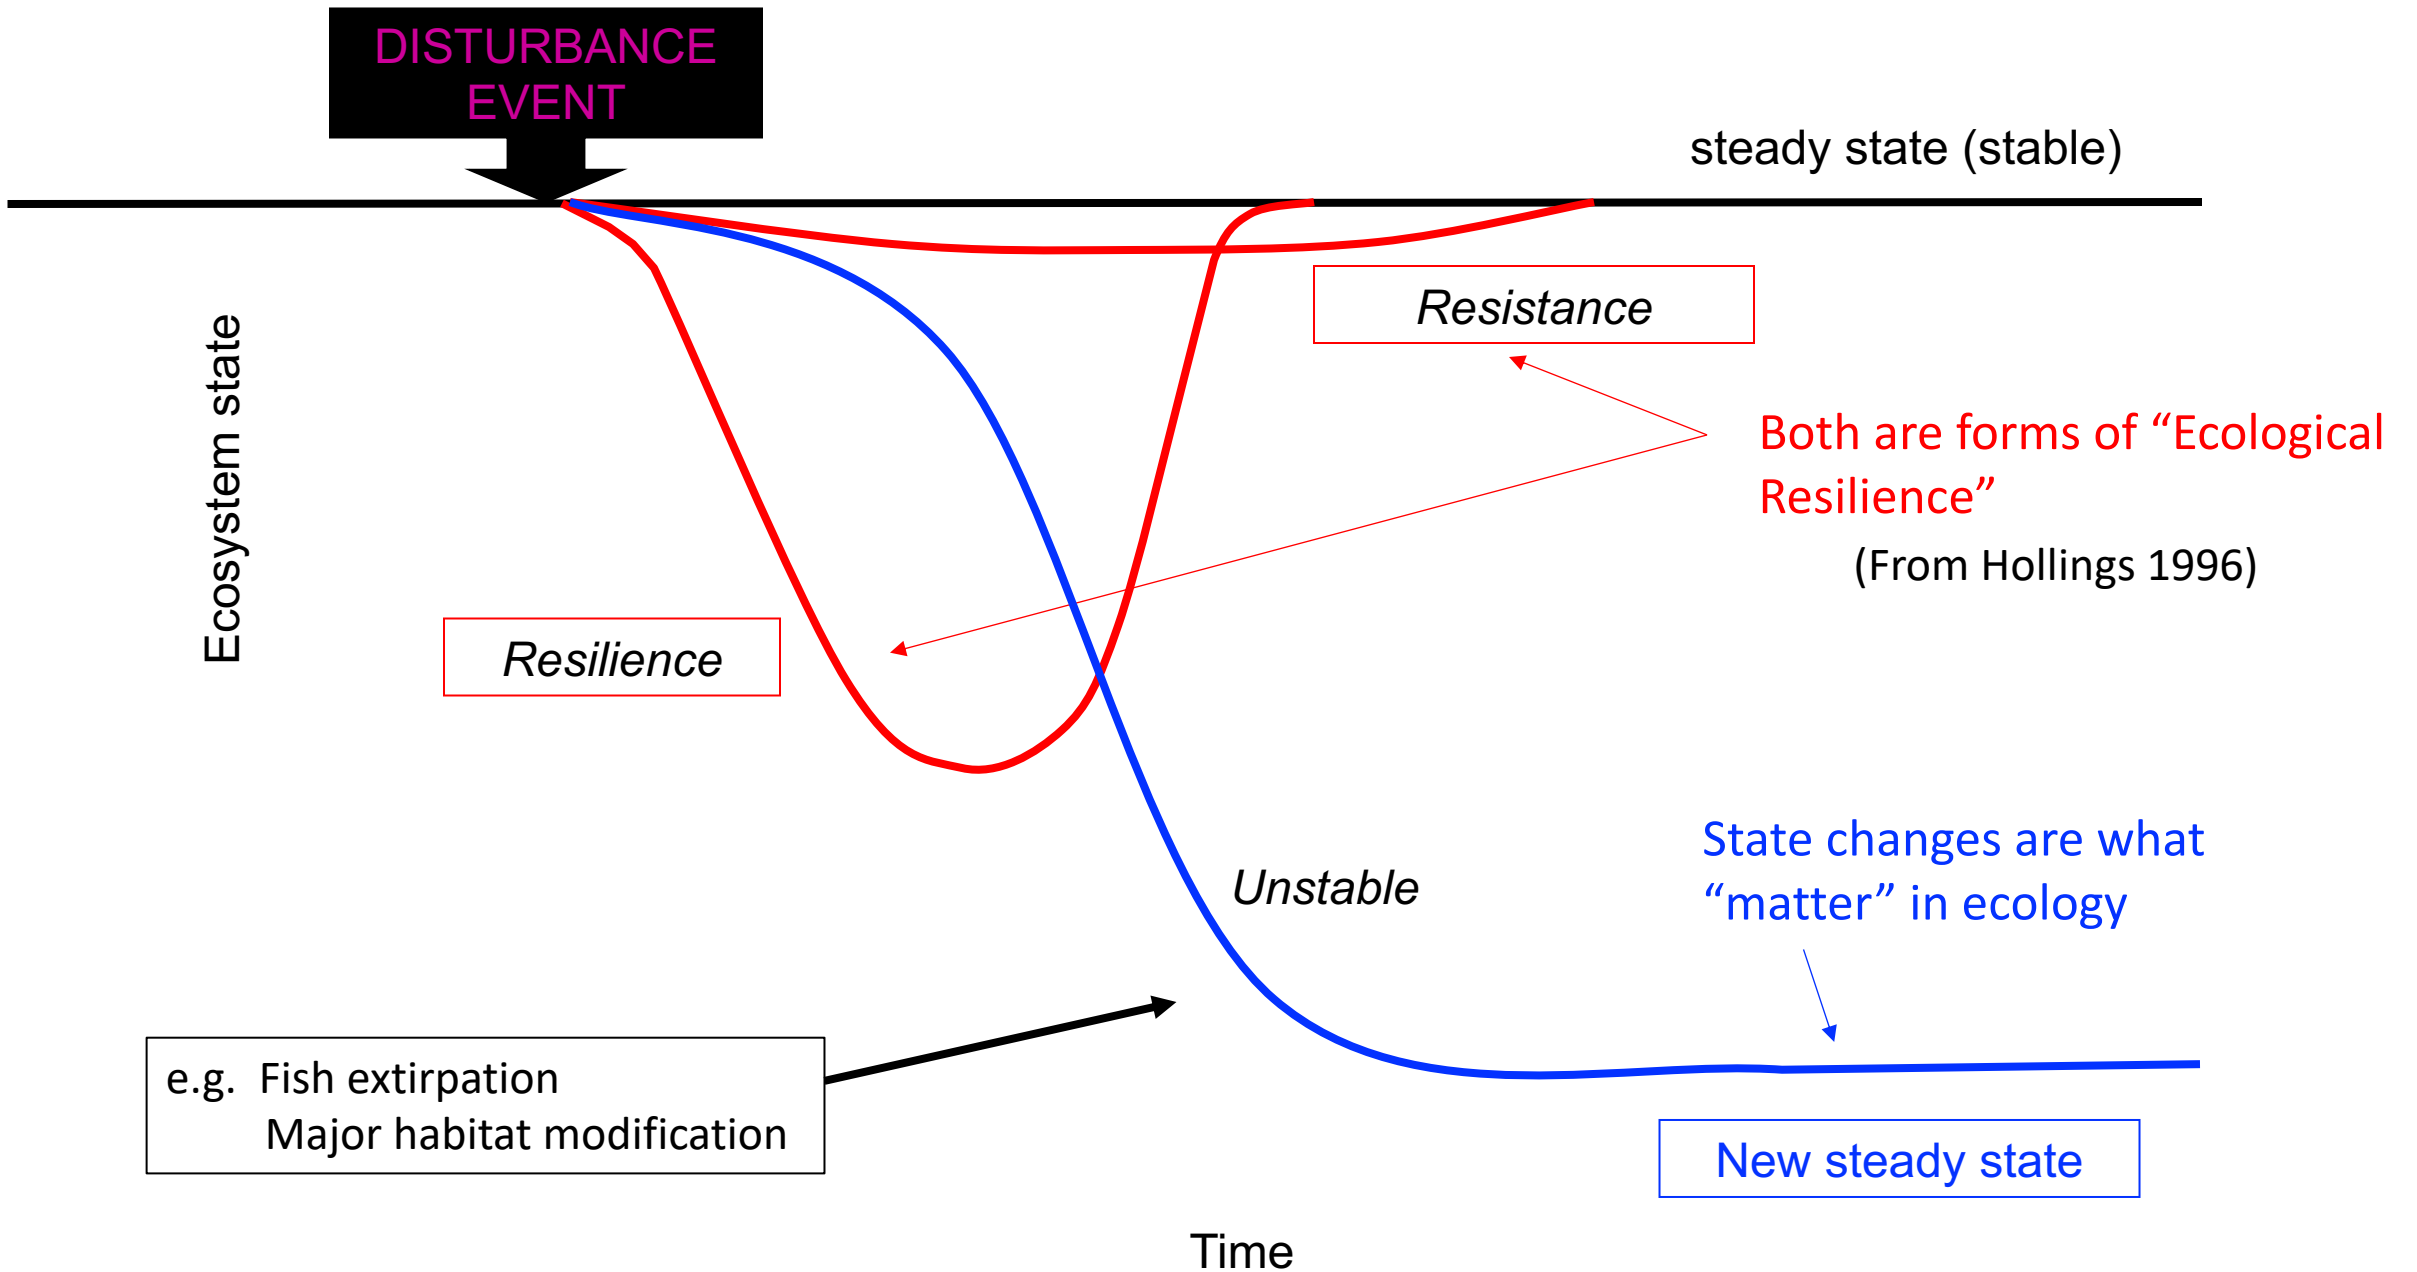 DISTURBANCE
EVENT
steady state (stable)
Resistance
Ecosystem state
Both are forms of “Ecological
Resilience”
(From Hollings 1996)
Resilience
State changes are what
“matter” in ecology
Unstable
e.g. Fish extirpation
Major habitat modification
New steady state
Time